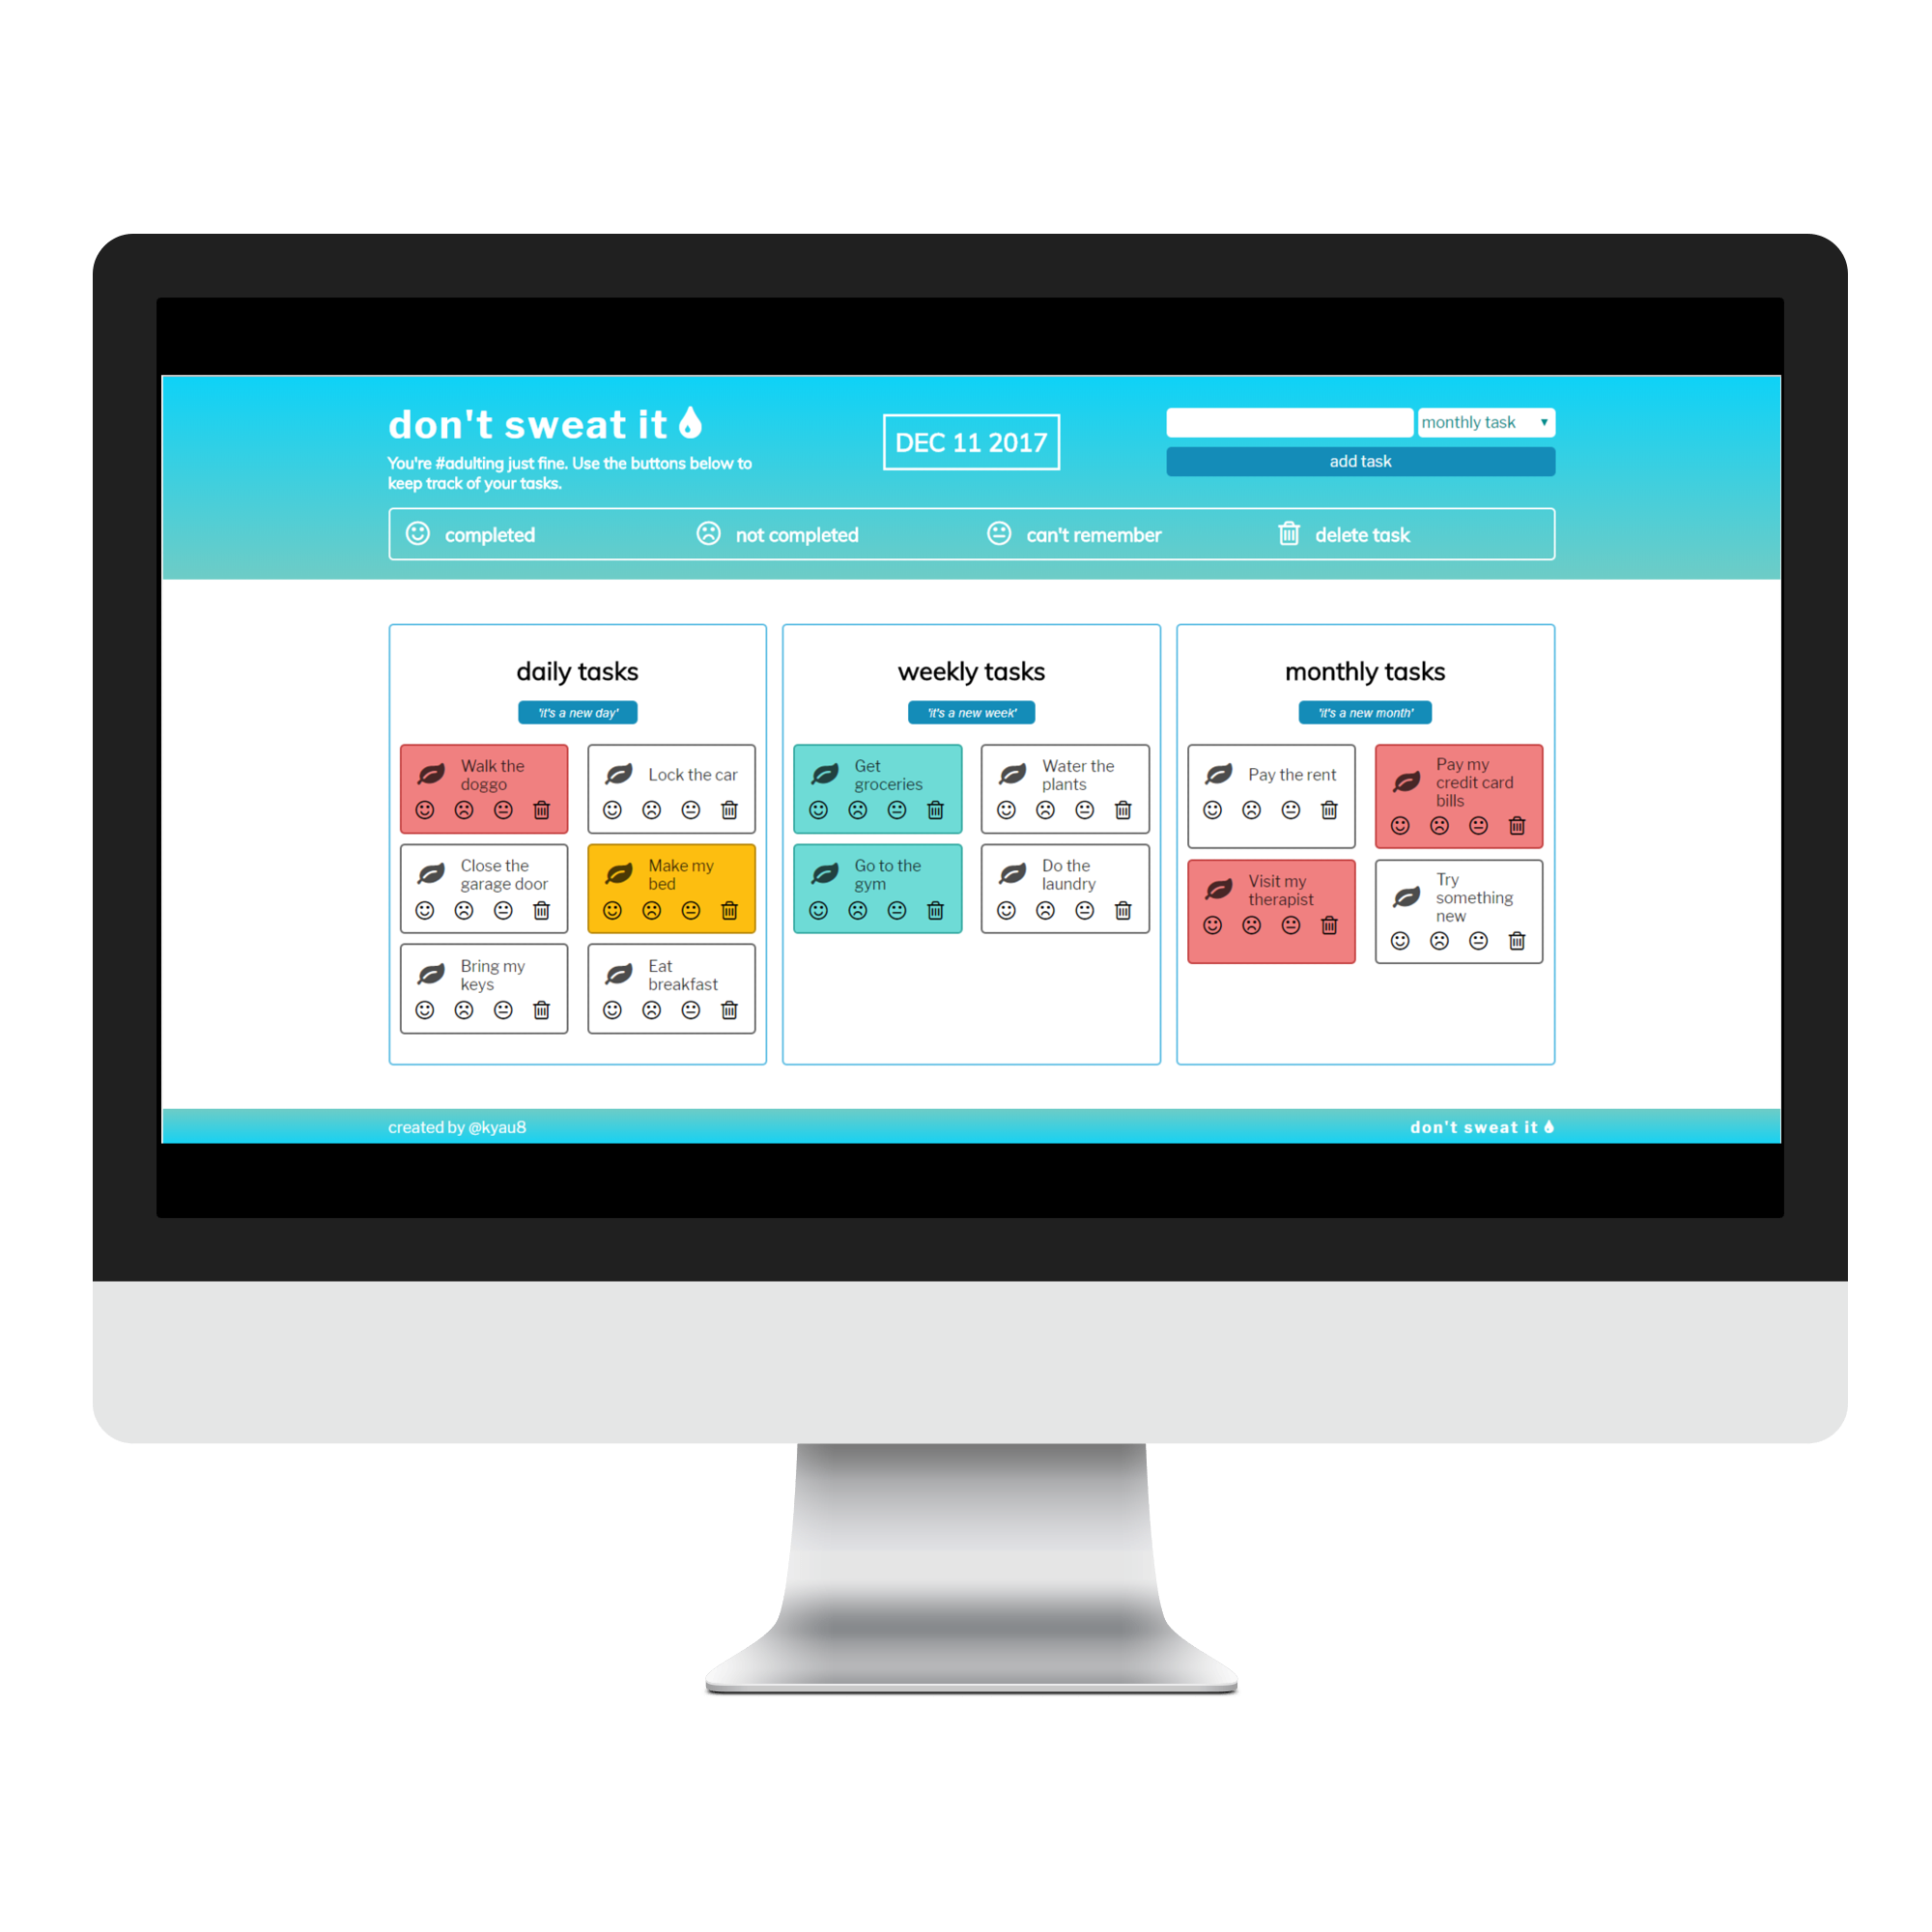 don't sweat it
You're #adulting just fine. Use the buttons below to
keep track of your tasks.
DEC 11 2017
monthly task
add task
completed
not completed
can't remember
delete task
daily tasks
'it's a new day'
Walk the
doggo
Lock the car
Close the
garage door
Make my
bed
Bring my
keys
Eat
breakfast
weekly tasks
'it's a new week'
Get
groceries
Water the
plants
Go to the
gym
Do the
laundry
monthly tasks
'it's a new month'
Pay the rent
Pay my
credit card
bills
Visit my
therapist
Try
something
new
created by @kyau8
don't sweat it